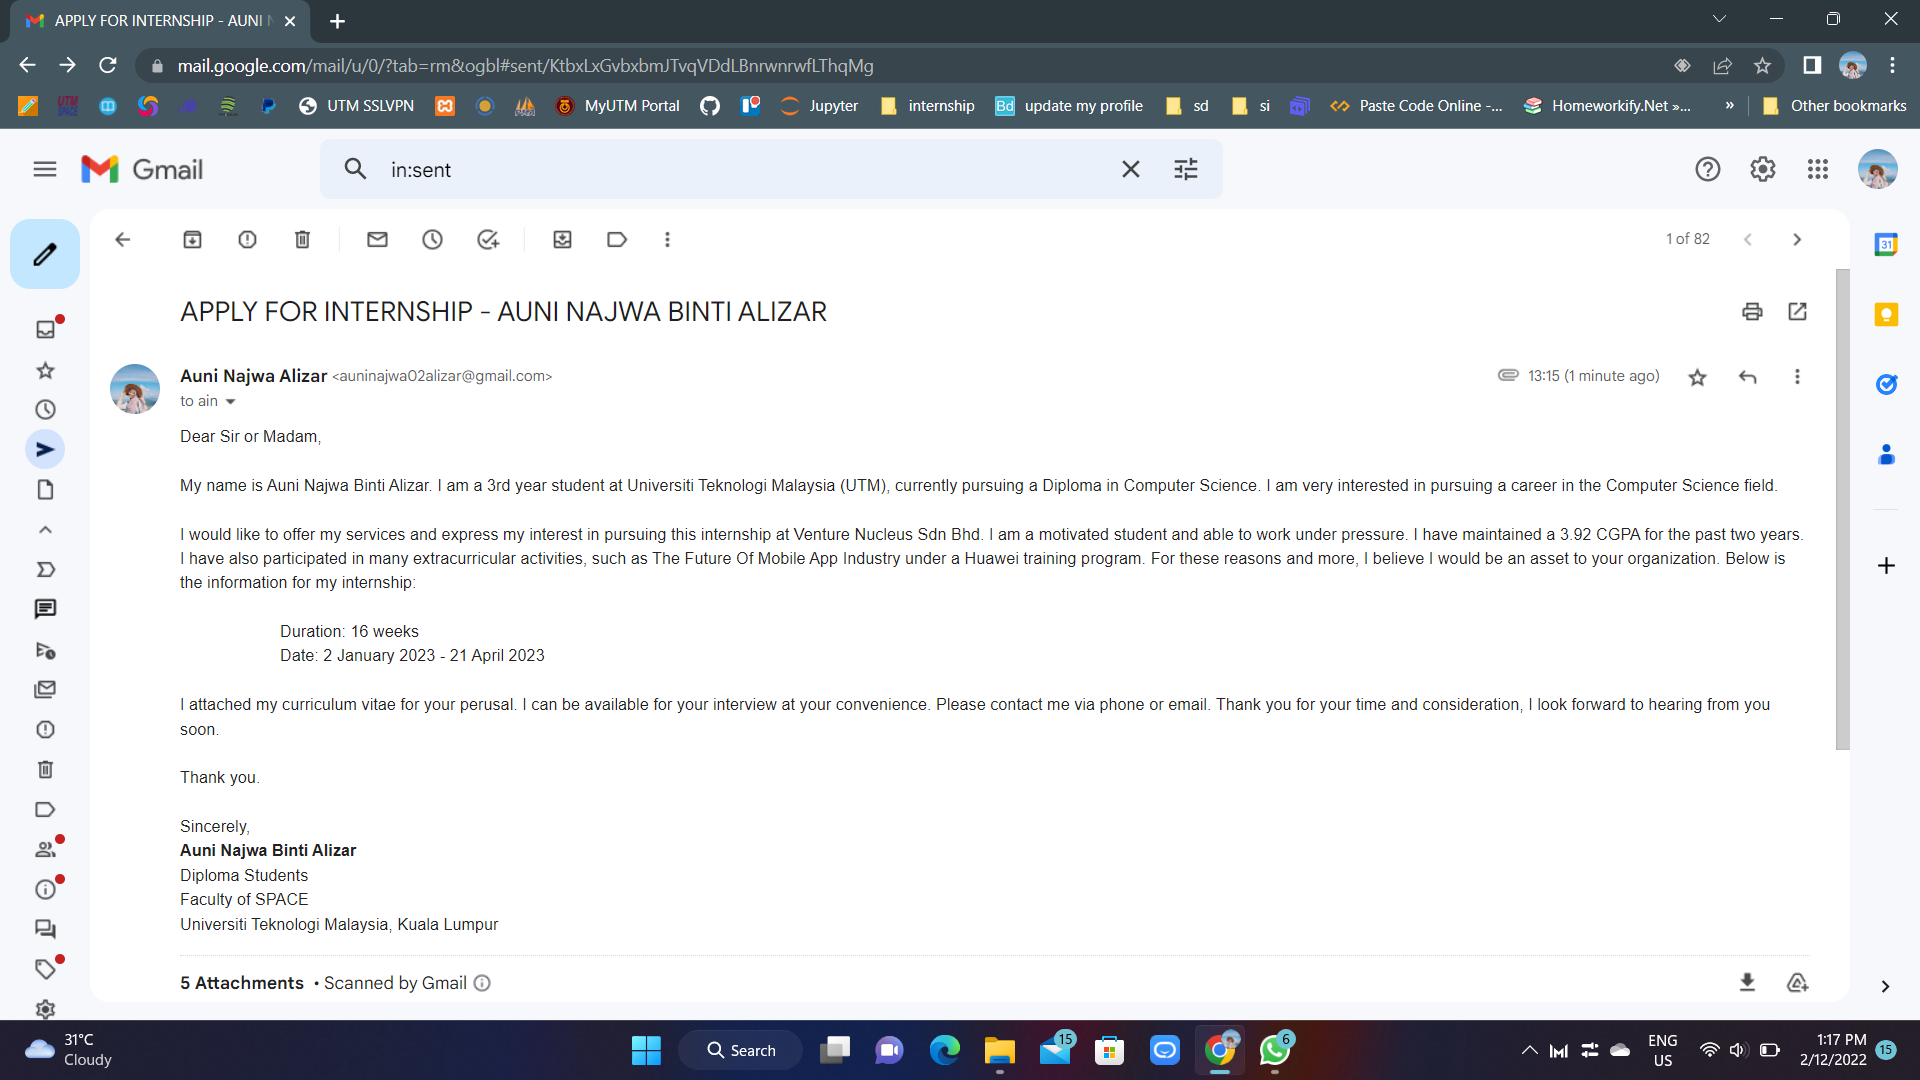 APPLY FOR INTERNSHIP - AUNI N
mail.google.com/mail/u/0/?tab=rm&ogbl#sent/KtbxLxGvbxbmJTvqVDdLBnrwnrwfLThqMg
UTM SSLVPN MyUTM Portal Jupyter internship Bd update my profile sd si Paste Code Online -... Homeworkify.Net »... » Other bookmarks
Gmail
in:sent
1 of 82
31
APPLY FOR INTERNSHIP - AUNI NAJWA BINTI ALIZAR
Auni Najwa Alizar <auninajwa02alizar@gmail.com> 13:15 (1 minute ago)
to ain
Dear Sir or Madam,
My name is Auni Najwa Binti Alizar. I am a 3rd year student at Universiti Teknologi Malaysia (UTM), currently pursuing a Diploma in Computer Science. I am very interested in pursuing a career in the Computer Science field.
I would like to offer my services and express my interest in pursuing this internship at Venture Nucleus Sdn Bhd. I am a motivated student and able to work under pressure. I have maintained a 3.92 CGPA for the past two years.
I have also participated in many extracurricular activities, such as The Future Of Mobile App Industry under a Huawei training program. For these reasons and more, I believe I would be an asset to your organization. Below is
the information for my internship:
Duration: 16 weeks
Date: 2 January 2023 - 21 April 2023
I attached my curriculum vitae for your perusal. I can be available for your interview at your convenience. Please contact me via phone or email. Thank you for your time and consideration, I look forward to hearing from you
soon.
Thank you.
Sincerely,
Auni Najwa Binti Alizar
Diploma Students
Faculty of SPACE
Universiti Teknologi Malaysia, Kuala Lumpur
5 Attachments • Scanned by Gmail
31°C
Cloudy
Search
15
6
ENG
US
1:17 PM
2/12/2022
15